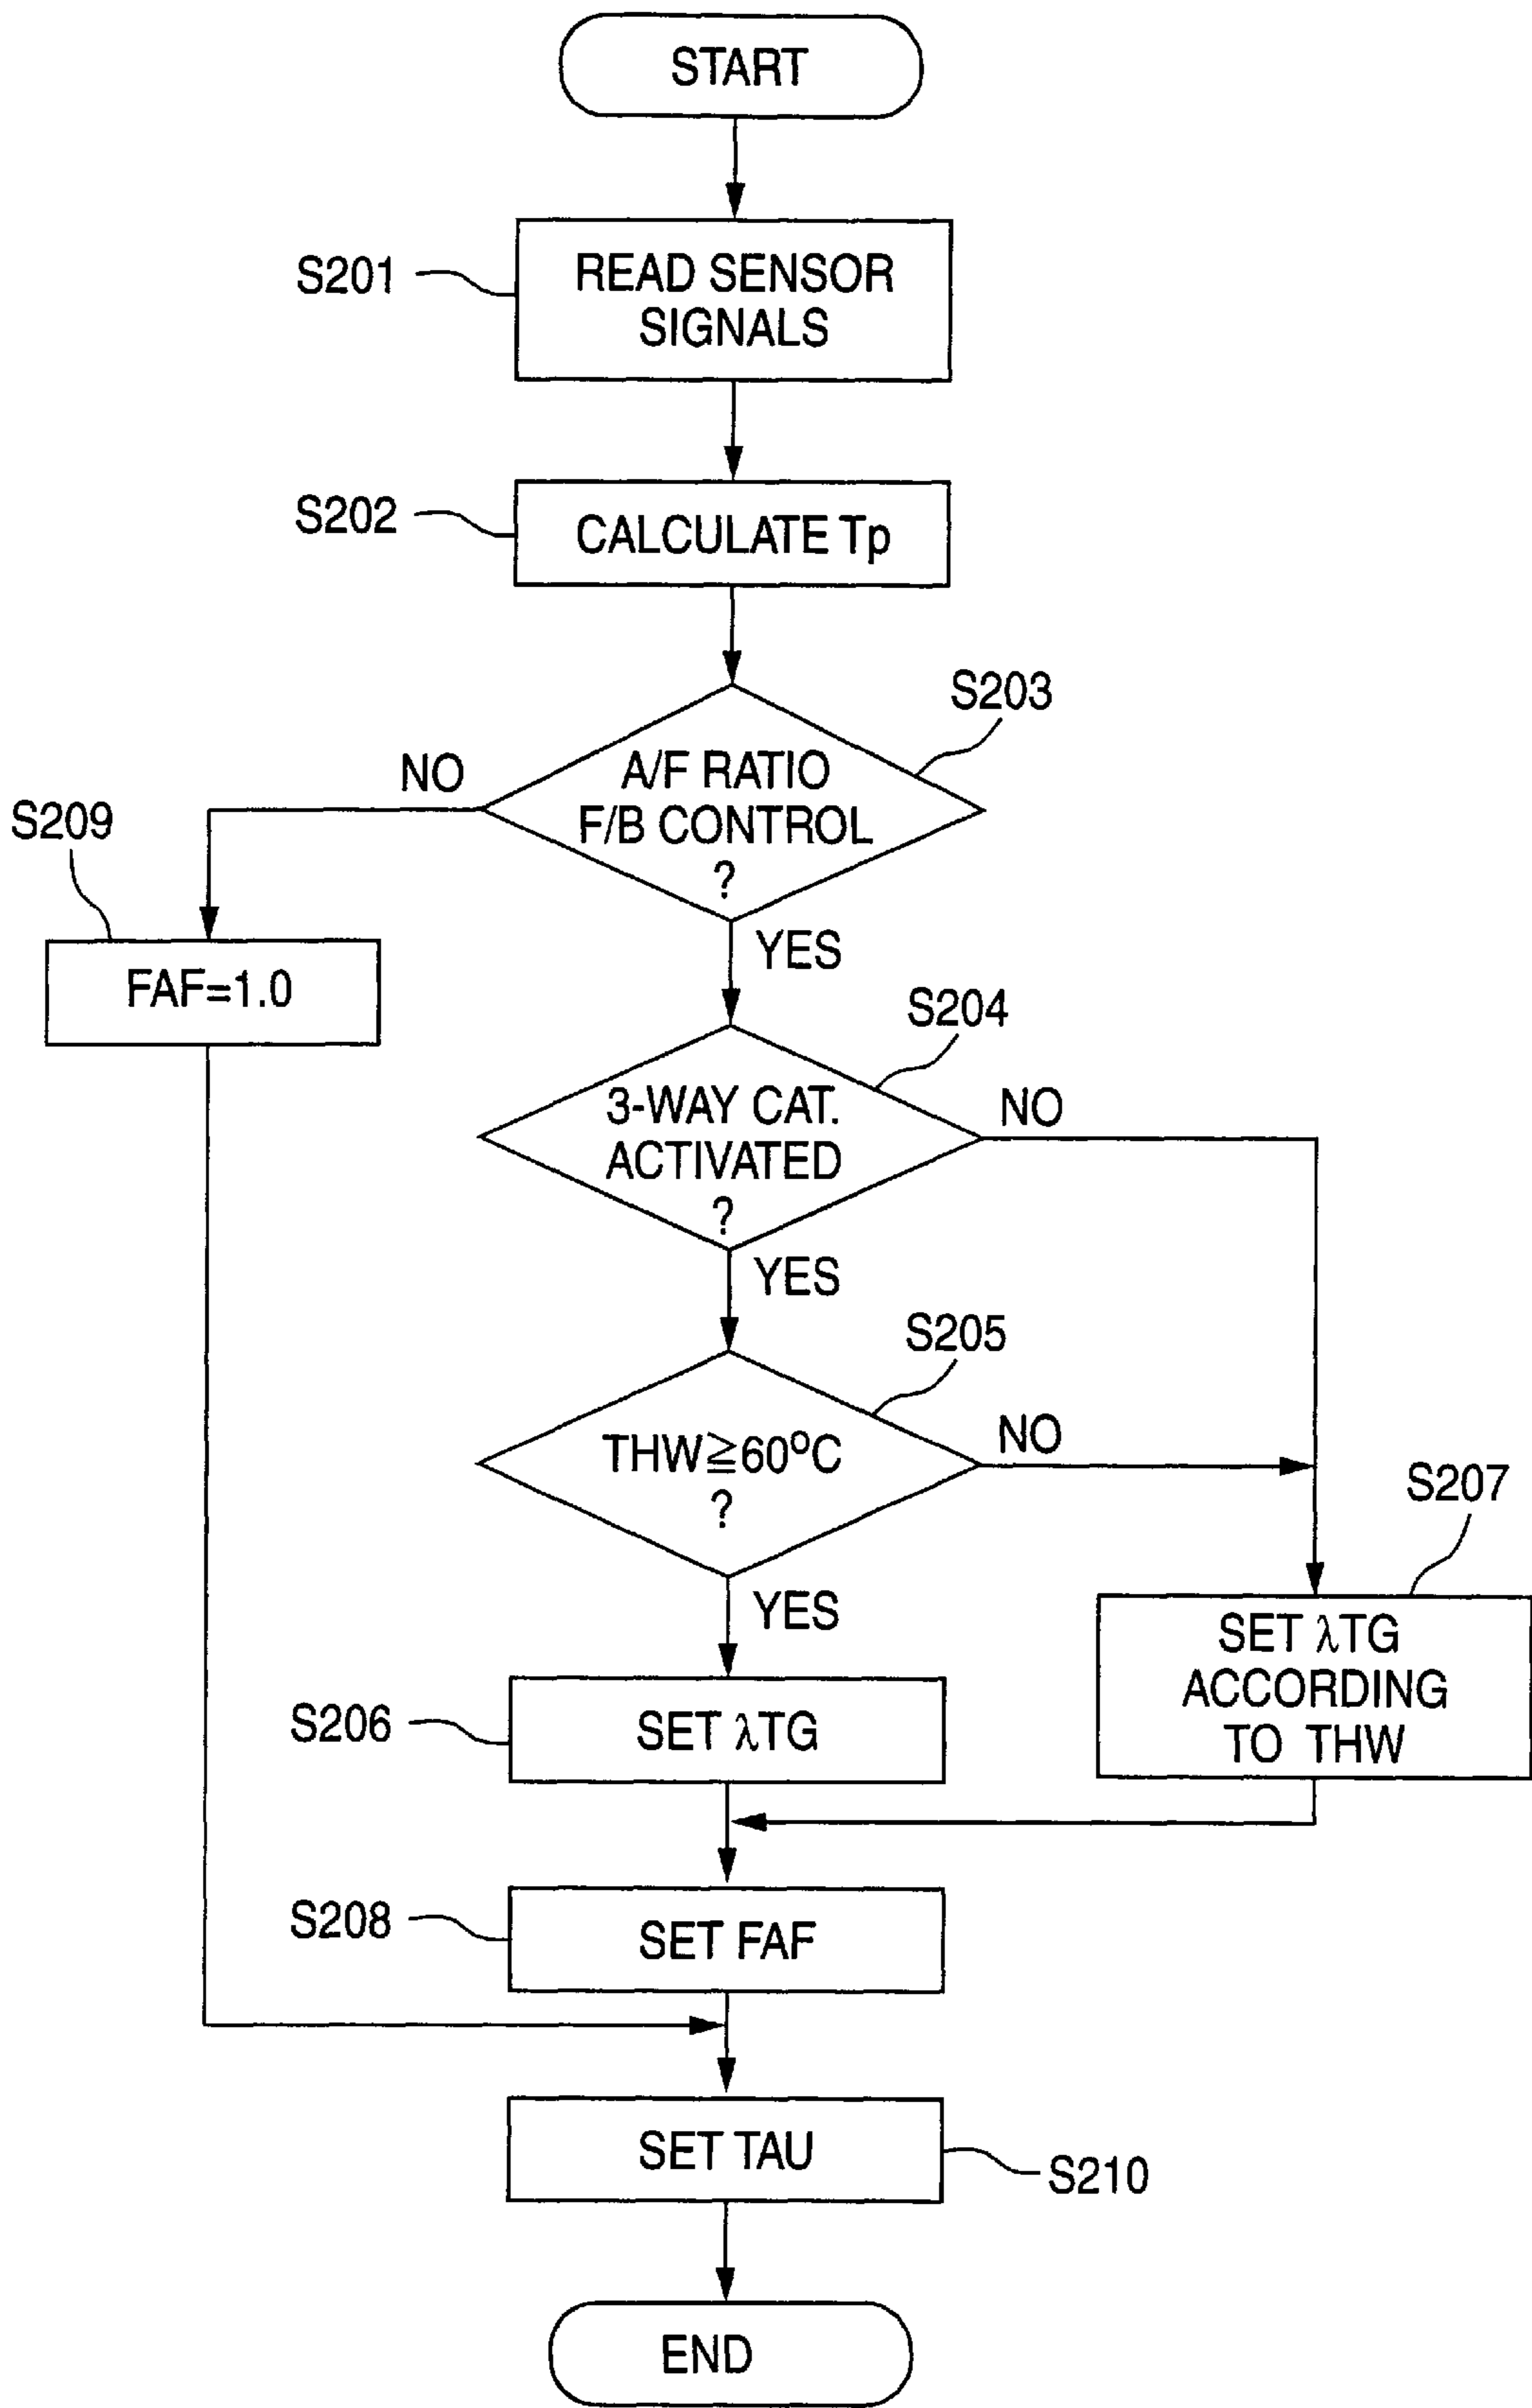 START
S201
READ SENSOR
SIGNALS
S202
CALCULATE Tp
S203
A/F RATIO
F/B CONTROL
?
NO
YES
S209
FAF=1.0
S204
3-WAY CAT.
ACTIVATED
?
NO
YES
S205
THW≧60°C
?
NO
YES
S207
SET λTG
ACCORDING
TO THW
S206
SET λTG
S208
SET FAF
SET TAU
S210
END